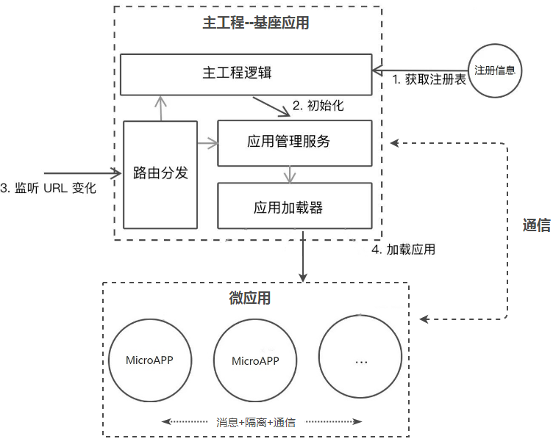 主工程--基座应用
主工程逻辑
注册信息
1. 获取注册表
2. 初始化
应用管理服务
路由分发
3. 监听 URL 变化
应用加载器
通信
4. 加载应用
微应用
MicroAPP
MicroAPP
...
消息+隔离+通信